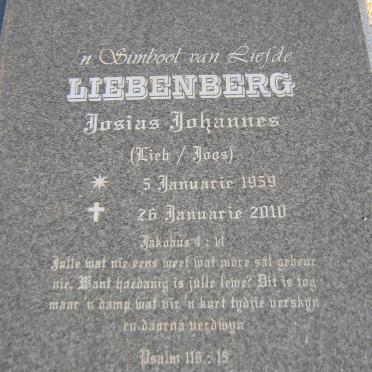 'n Simbool van Liefde
LIEBENBERG
Josias Johannes
(Lieb / Joos)
5 Januarie 1959
26 Januarie 2010
Jakobus 4 : 14
Julle wat nie eens weet wat more sal gebeur
nie. Want hoedanig is julle lewe? Dit is tog
maar 'n damp wat vir 'n kort tydjie verskyn
en daarna verdwyn
Psalm 116 : 15